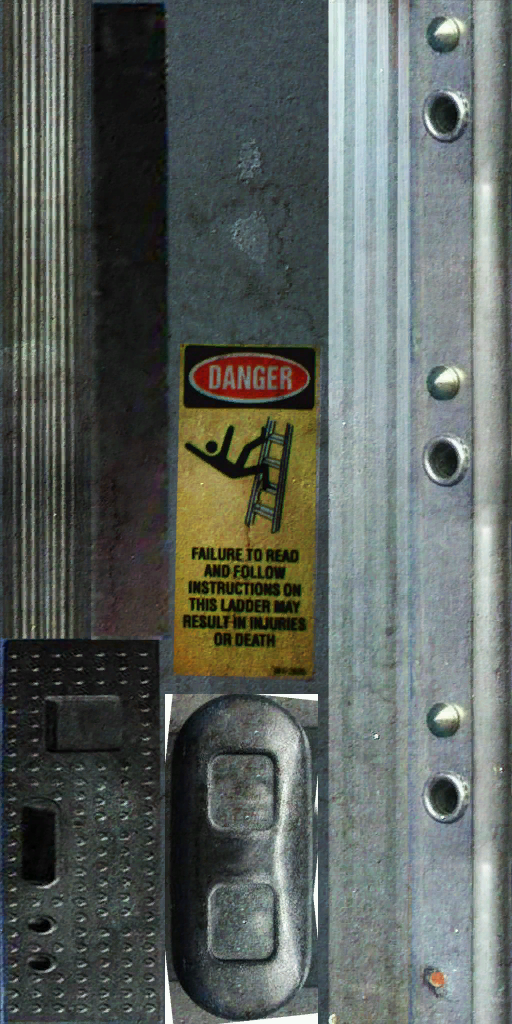 DANGER
FAILURE TO READ
AND FOLLOW
INSTRUCTIONS ON
THIS LADDER MAY
RESULT IN INJURIES
OR DEATH